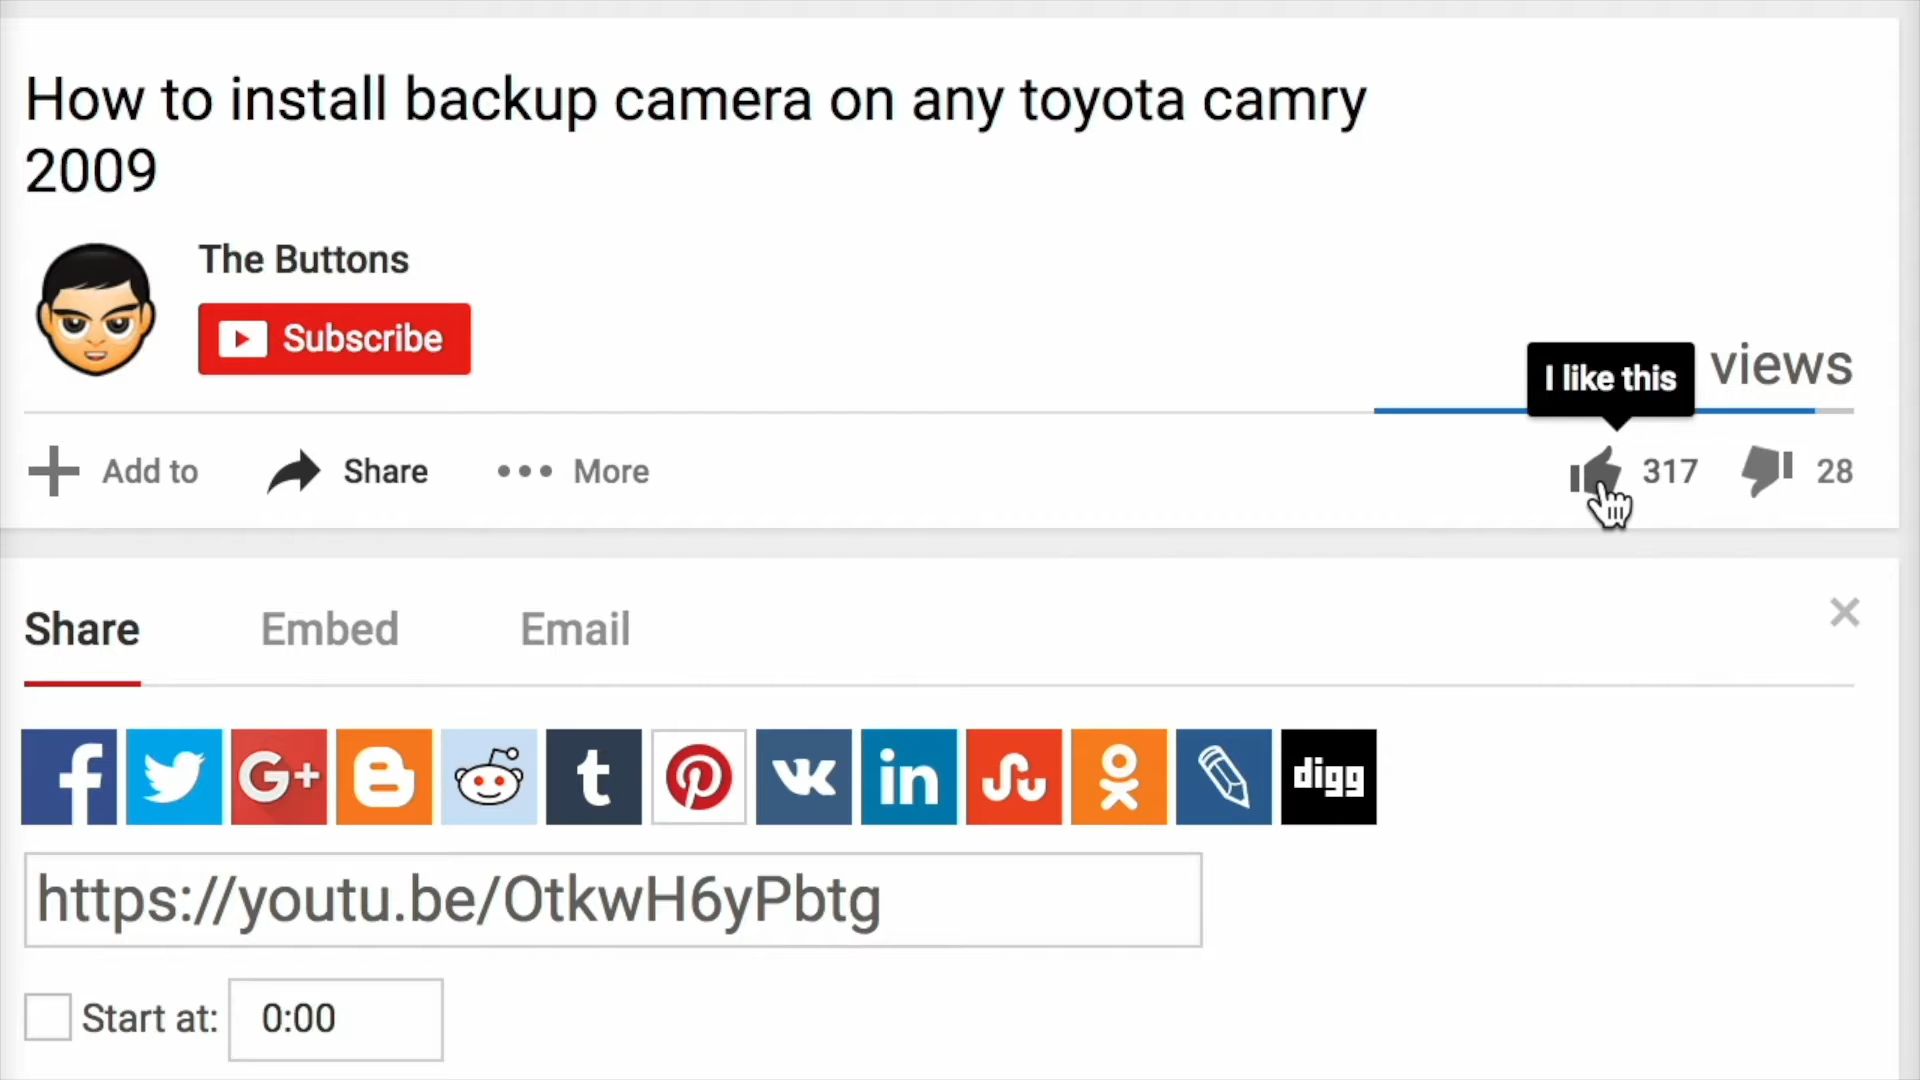 How to install backup camera on any toyota camry
2009
The Buttons
Subscribe
I like this
views
Add to
Share
More
317
28
Share
Embed
Email
G+
digg
https://youtu.be/OtkwH6yPbtg
Start at:
0:00